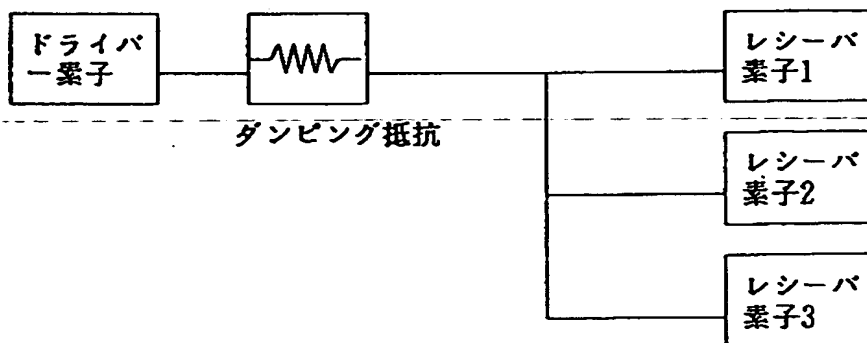 ドライバ
ー素子
ダンピング抵抗
レシーバ
素子1
レシーバ
素子2
レシーバ
素子3